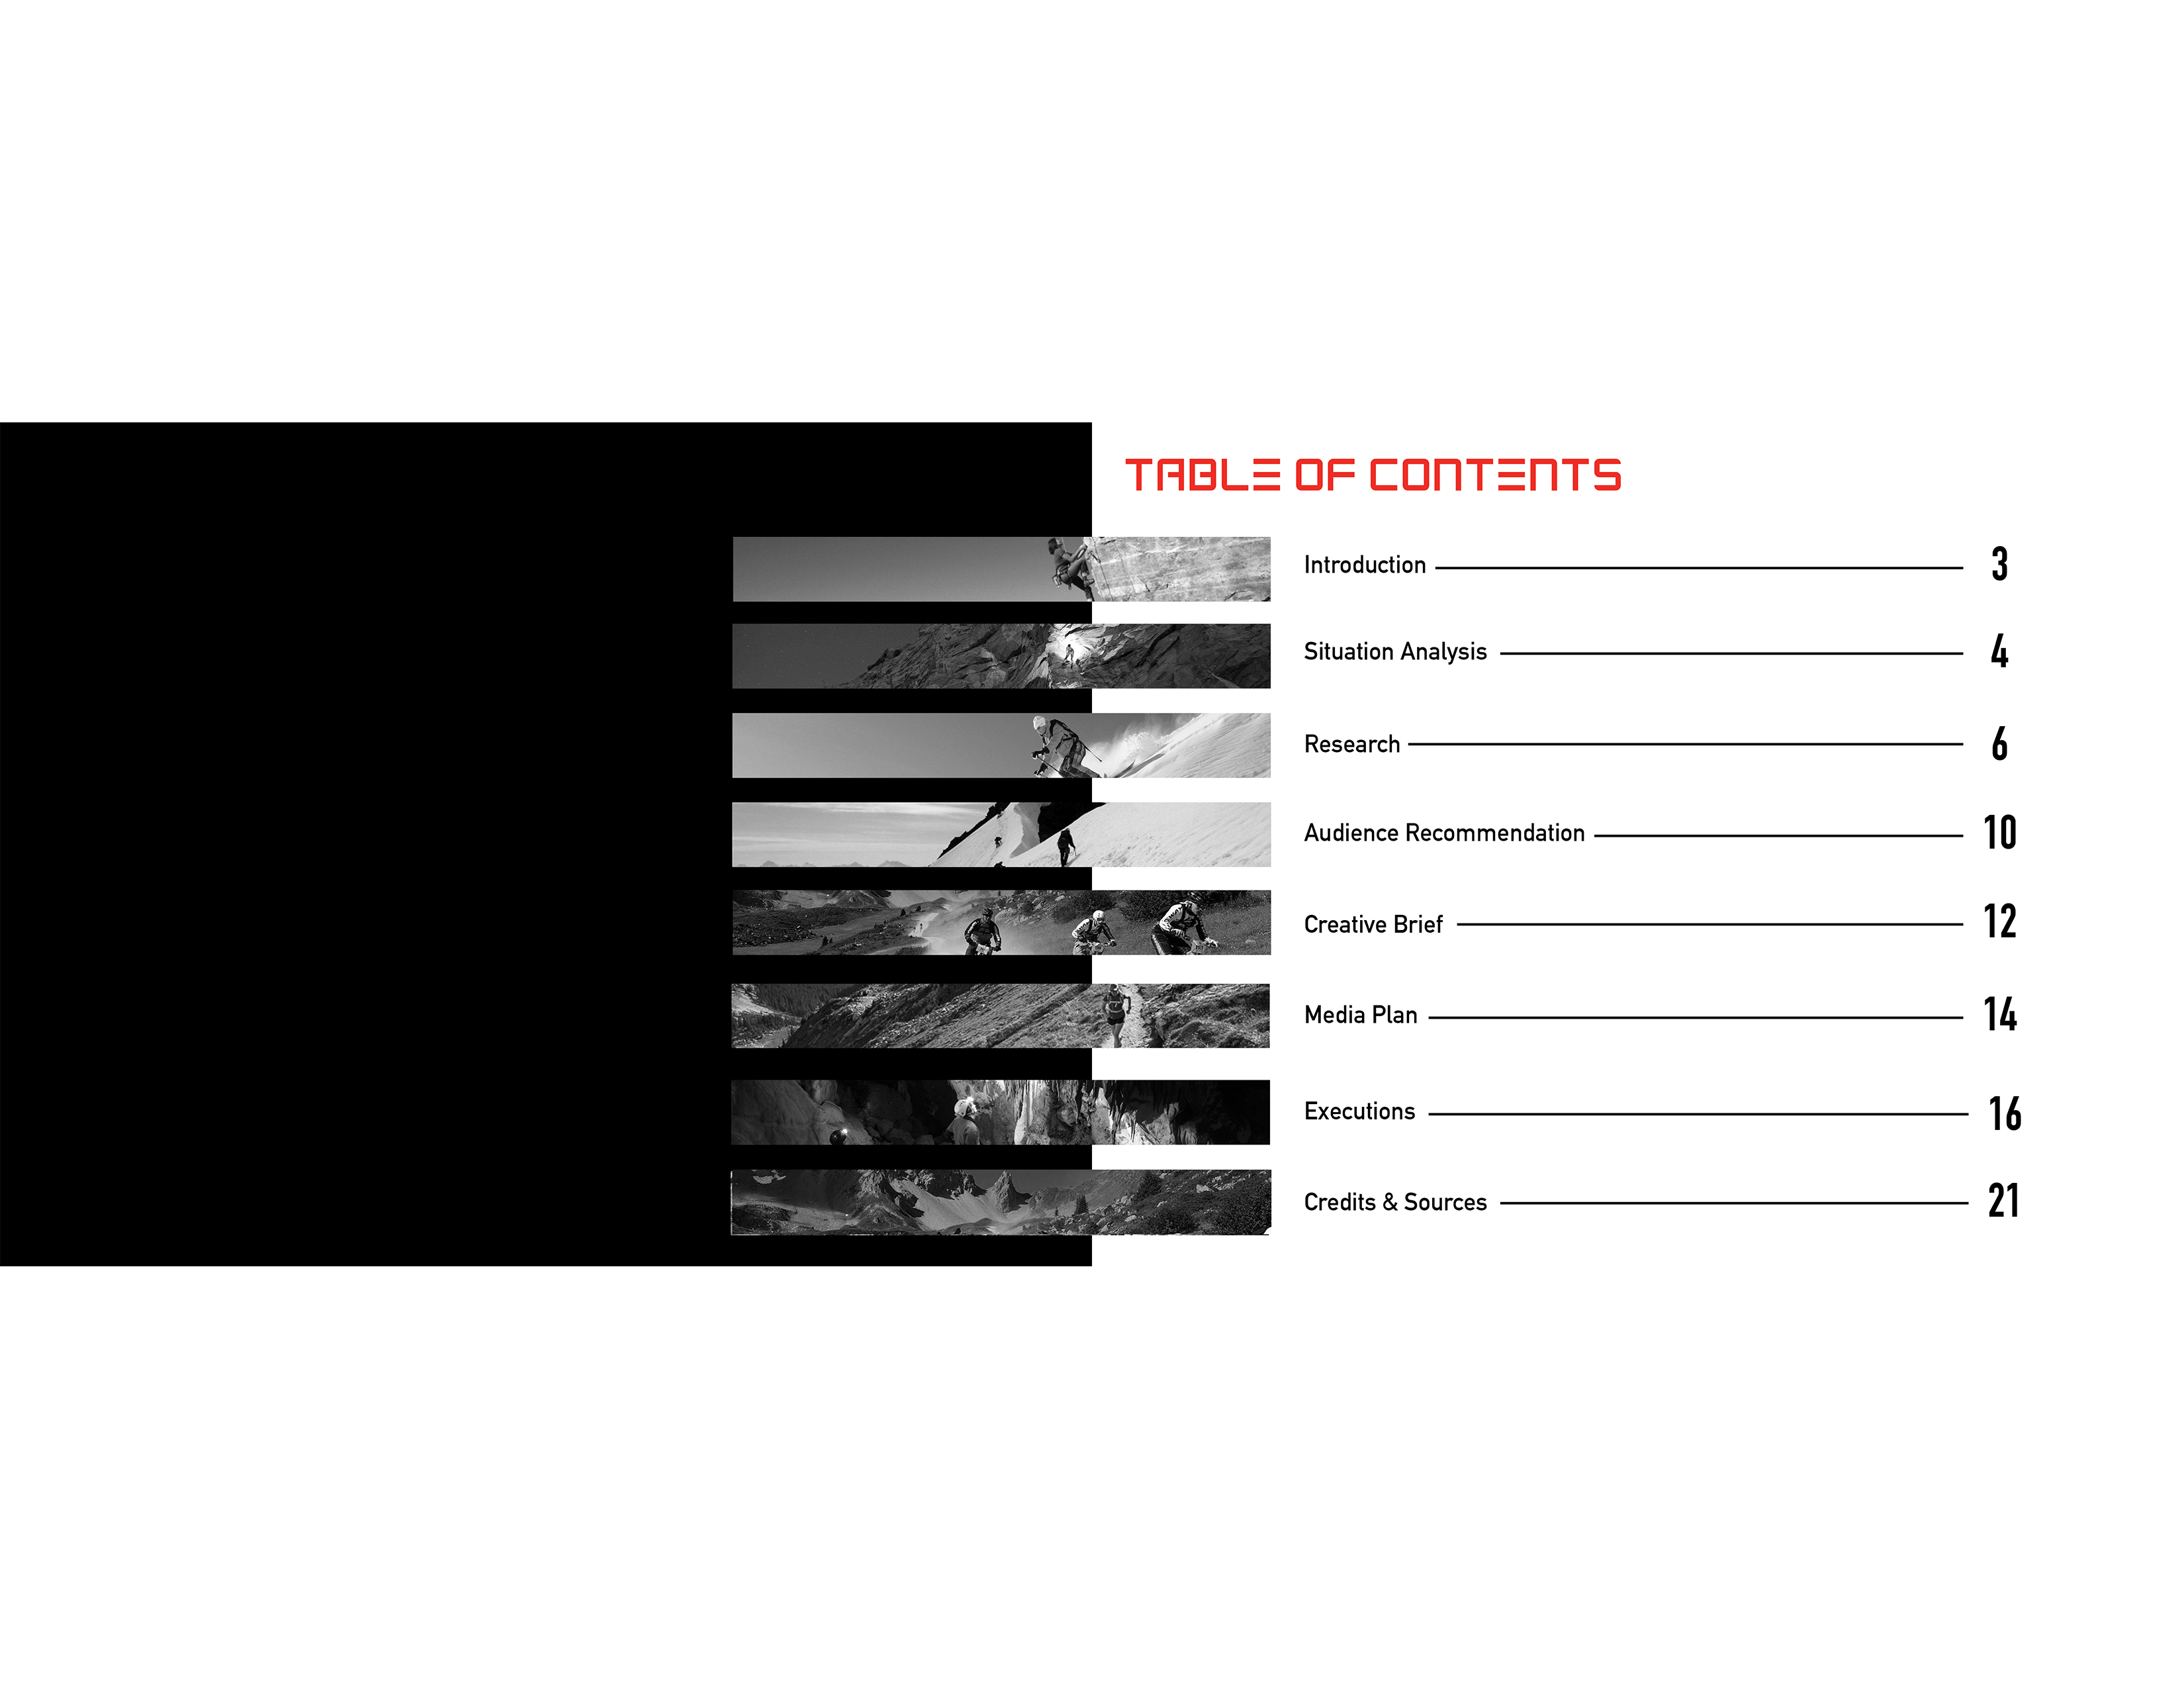 TABLE OF CONTENTS
Introduction 3
Situation Analysis 4
Research 6
Audience Recommendation 10
Creative Brief 12
Media Plan 14
Executions 16
Credits & Sources 21